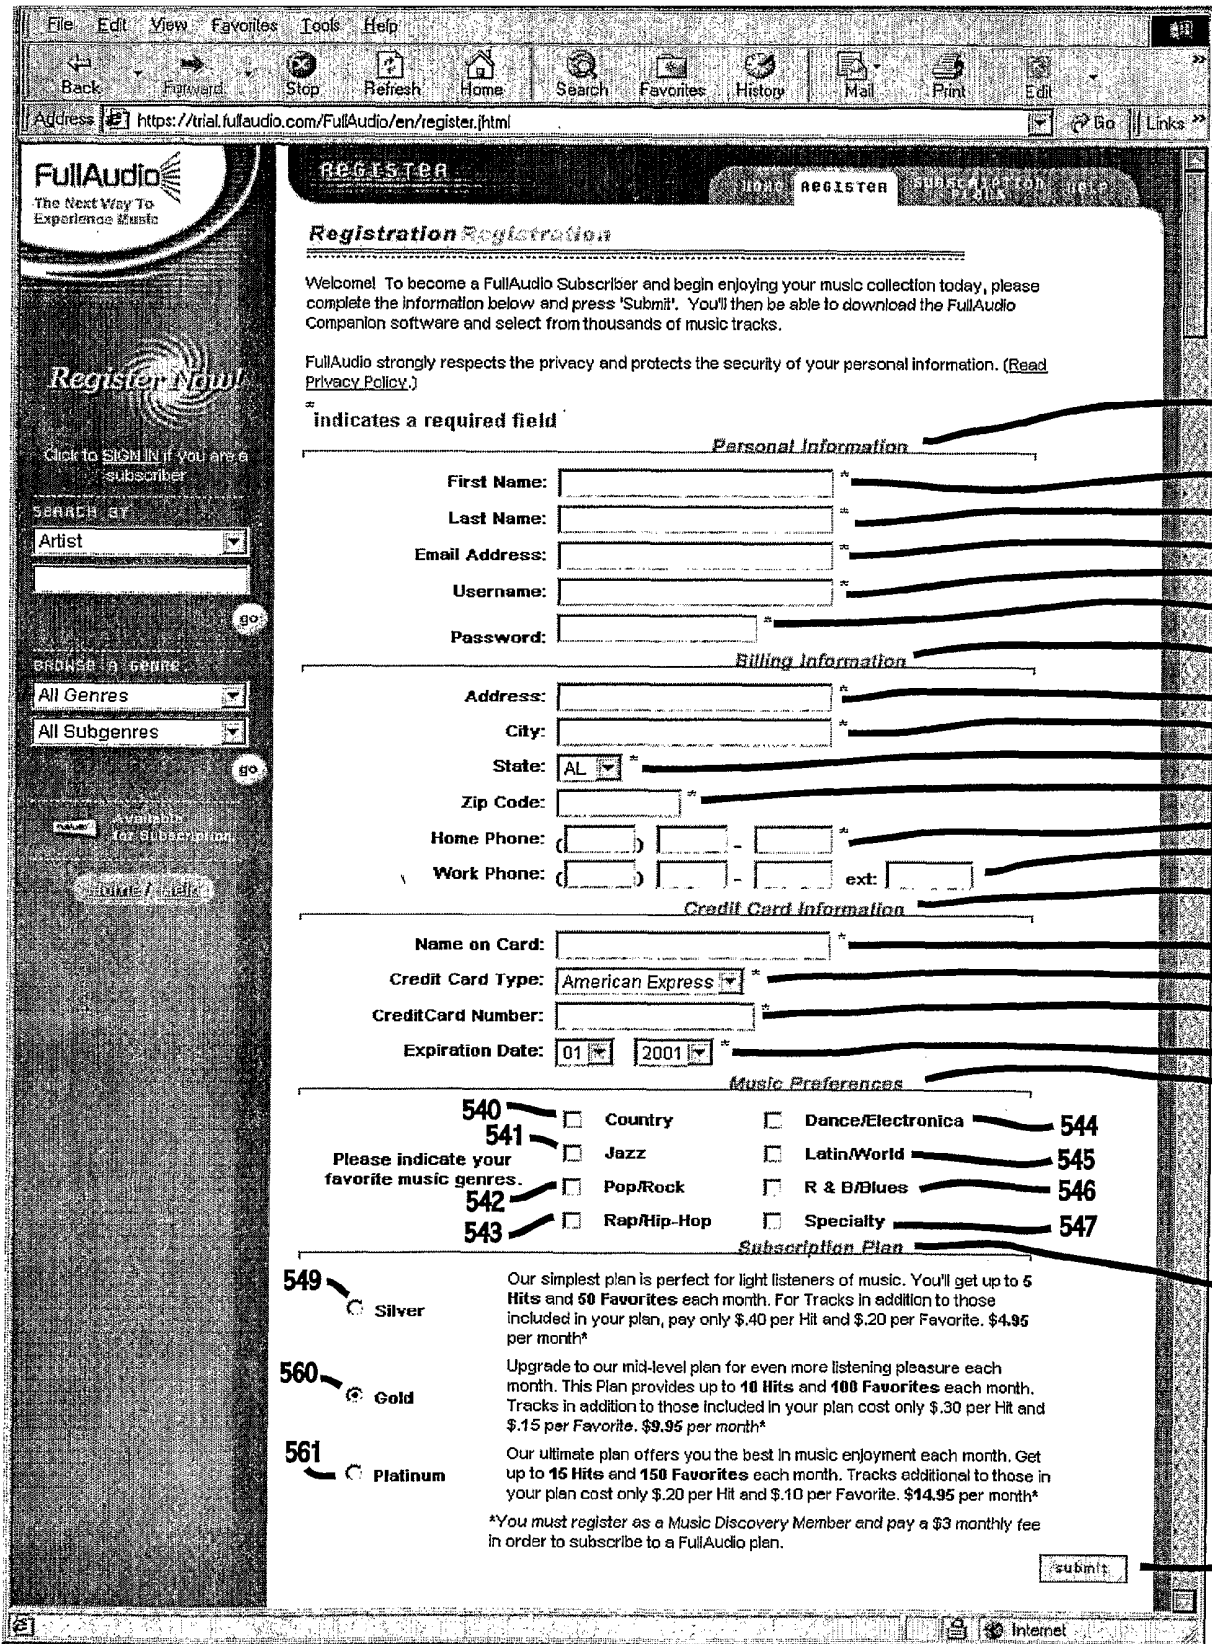 File Edit View Favorites Tools Help
Back Forward Stop Refresh Home Search Favorites History Mail Print Edit
Address https://trial.fullaudio.com/FullAudio/en/register.jhtml Go Links
FullAudio
The Next Way To
Experience Music
REGISTER
HOME REGISTER SUBSCRIPTION
Registration Registration
Welcome! To become a FullAudio Subscriber and begin enjoying your music collection today, please
complete the information below and press 'Submit'. You'll then be able to download the FullAudio
Companion software and select from thousands of music tracks.
FullAudio strongly respects the privacy and protects the security of your personal information. (Read
Privacy Policy.)
*indicates a required field
Register Now!
Click to SIGN IN if you are a
subscriber
SEARCH BY
Artist
go
BROWSE A GENRE
All Genres
All Subgenres
go
Available
for Subscription
Personal Information
First Name: *
Last Name: *
Email Address: *
Username: *
Password: *
Billing Information
Address: *
City: *
State: AL *
Zip Code: *
Home Phone: ( ) - *
Work Phone: ( ) - ext:
Credit Card Information
Name on Card: *
Credit Card Type: American Express *
CreditCard Number: *
Expiration Date: 01 2001 *
Music Preferences
540 Country Dance/Electronica 544
541 Jazz Latin/World 545
Please indicate your
favorite music genres.
542 Pop/Rock R & B/Blues 546
543 Rap/Hip-Hop Specialty 547
Subscription Plan
549 Silver
Our simplest plan is perfect for light listeners of music. You'll get up to 5
Hits and 50 Favorites each month. For Tracks in addition to those
included in your plan, pay only $.40 per Hit and $.20 per Favorite. $4.95
per month*
560 Gold
Upgrade to our mid-level plan for even more listening pleasure each
month. This Plan provides up to 10 Hits and 100 Favorites each month.
Tracks in addition to those included in your plan cost only $.30 per Hit and
$.15 per Favorite. $9.95 per month*
561 Platinum
Our ultimate plan offers you the best in music enjoyment each month. Get
up to 15 Hits and 150 Favorites each month. Tracks additional to those in
your plan cost only $.20 per Hit and $.10 per Favorite. $14.95 per month*
*You must register as a Music Discovery Member and pay a $3 monthly fee
in order to subscribe to a FullAudio plan.
submit
Internet